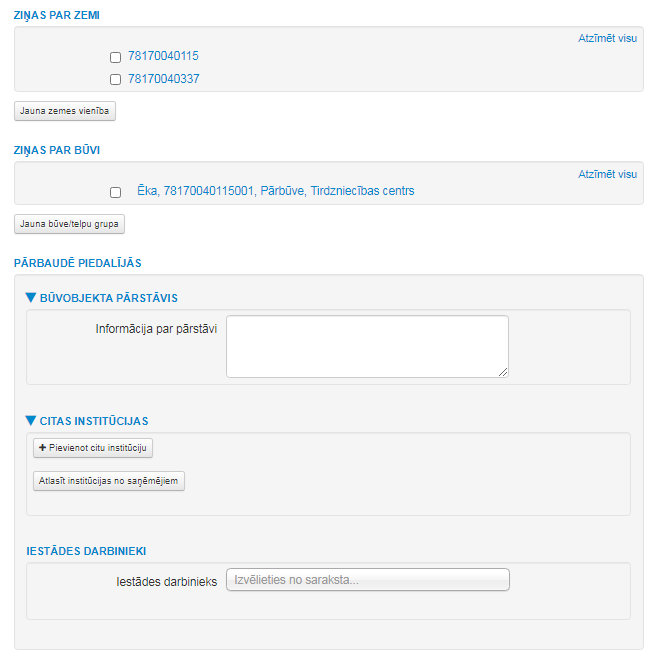 ZIŅAS PAR ZEMI
Atzīmēt visu
78170040115
78170040337
Jauna zemes vienība
ZIŅAS PAR BŪVI
Atzīmēt visu
Ēka, 78170040115001, Pārbūve, Tirdzniecības centrs
Jauna būve/telpu grupa
PĀRBAUDĒ PIEDALĪJĀS
BŪVOBJEKTA PĀRSTĀVIS
Informācija par pārstāvi
CITAS INSTITŪCIJAS
+ Pievienot citu institūciju
Atlasīt institūcijas no saņēmējiem
IESTĀDES DARBINIEKI
Iestādes darbinieks
Izvēlieties no saraksta...